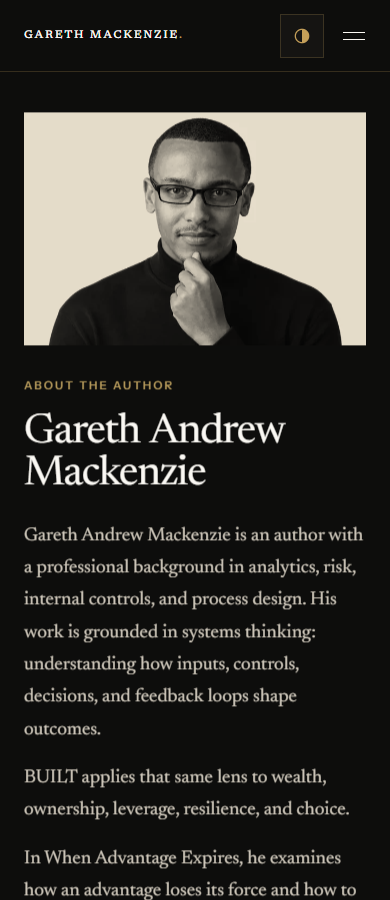 GARETH MACKENZIE.
ABOUT THE AUTHOR
Gareth Andrew
Mackenzie
Gareth Andrew Mackenzie is an author with
a professional background in analytics, risk,
internal controls, and process design. His
work is grounded in systems thinking:
understanding how inputs, controls,
decisions, and feedback loops shape
outcomes.
BUILT applies that same lens to wealth,
ownership, leverage, resilience, and choice.
In When Advantage Expires, he examines
how an advantage loses its force and how to